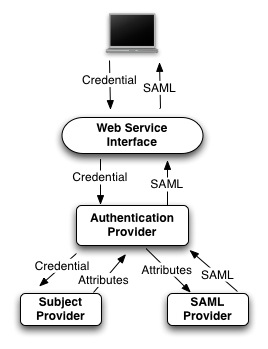 Credential
SAML
Web Service
Interface
Credential
SAML
Authentication
Provider
Credential
Attributes
Attributes
SAML
Subject
Provider
SAML
Provider